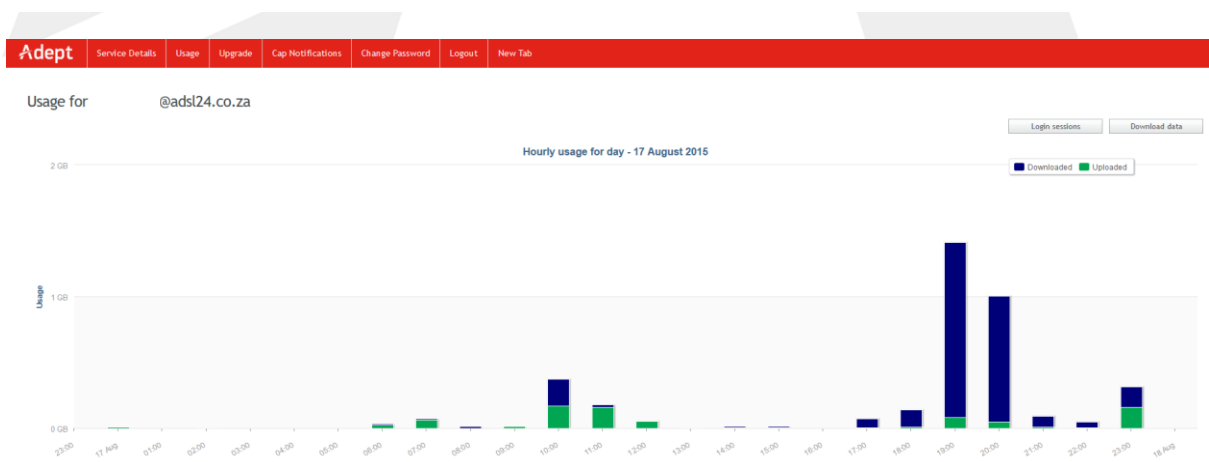 Adept Service Details Usage Upgrade Cap Notifications Change Password Logout New Tab
Usage for @adsl24.co.za
Login sessions Download data
Hourly usage for day - 17 August 2015
Downloaded Uploaded
2 GB
Usage
1 GB
0 GB
23:00 17 Aug 01:00 02:00 03:00 04:00 05:00 06:00 07:00 08:00 09:00 10:00 11:00 12:00 13:00 14:00 15:00 16:00 17:00 18:00 19:00 20:00 21:00 22:00 23:00 18 Aug